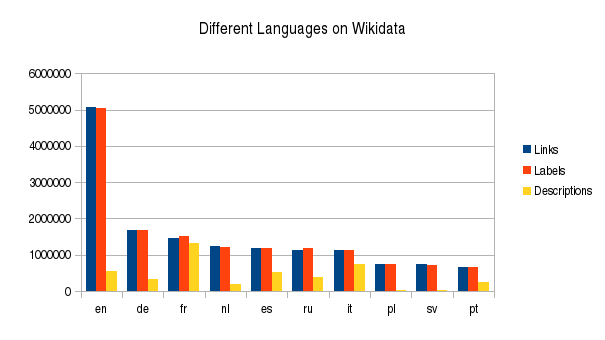 Different Languages on Wikidata
6000000
5000000
4000000
3000000
2000000
1000000
0
en de fr nl es ru it pl sv pt
Links
Labels
Descriptions